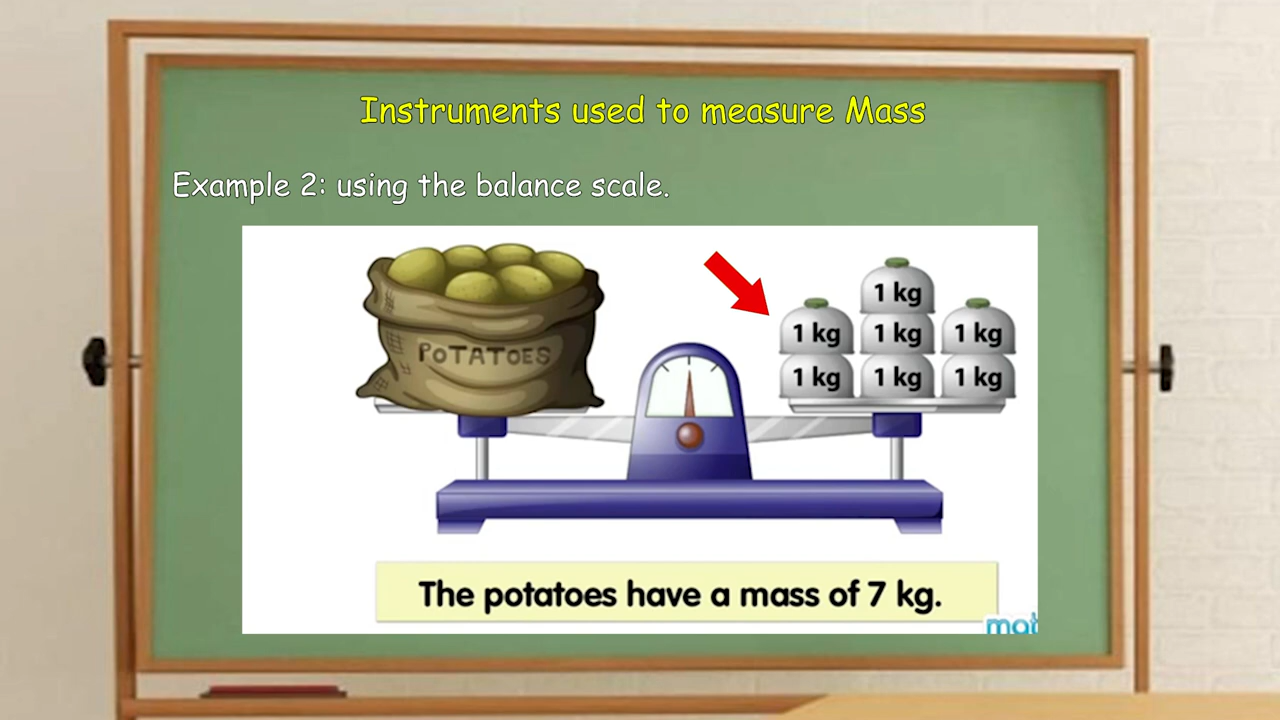 Instruments used to measure Mass
Example 2: using the balance scale.
POTATOES
1 kg
1 kg 1 kg 1 kg
1 kg 1 kg 1 kg
The potatoes have a mass of 7 kg.
mat